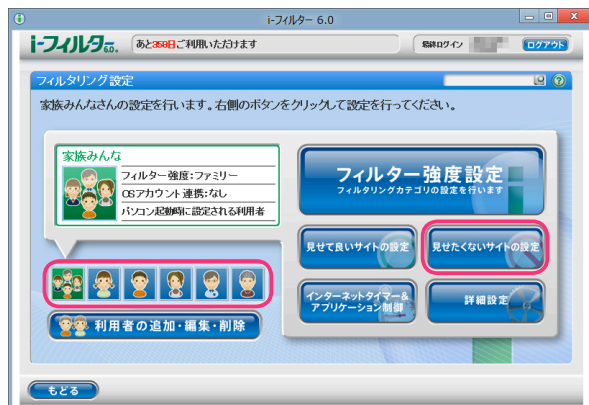 i-フィルター 6.0
i-フィルター6.0、 あと358日ご利用いただけます 最終ログイン ログアウト
フィルタリング設定
家族みんなさんの設定を行います。右側のボタンをクリックして設定を行ってください。
家族みんな
フィルター強度:ファミリー
OSアカウント連携:なし
パソコン起動時に設定される利用者
フィルター強度設定
フィルタリングカテゴリの設定を行います
見せて良いサイトの設定
見せたくないサイトの設定
インターネットタイマー&
アプリケーション制御
詳細設定
利用者の追加・編集・削除
もどる